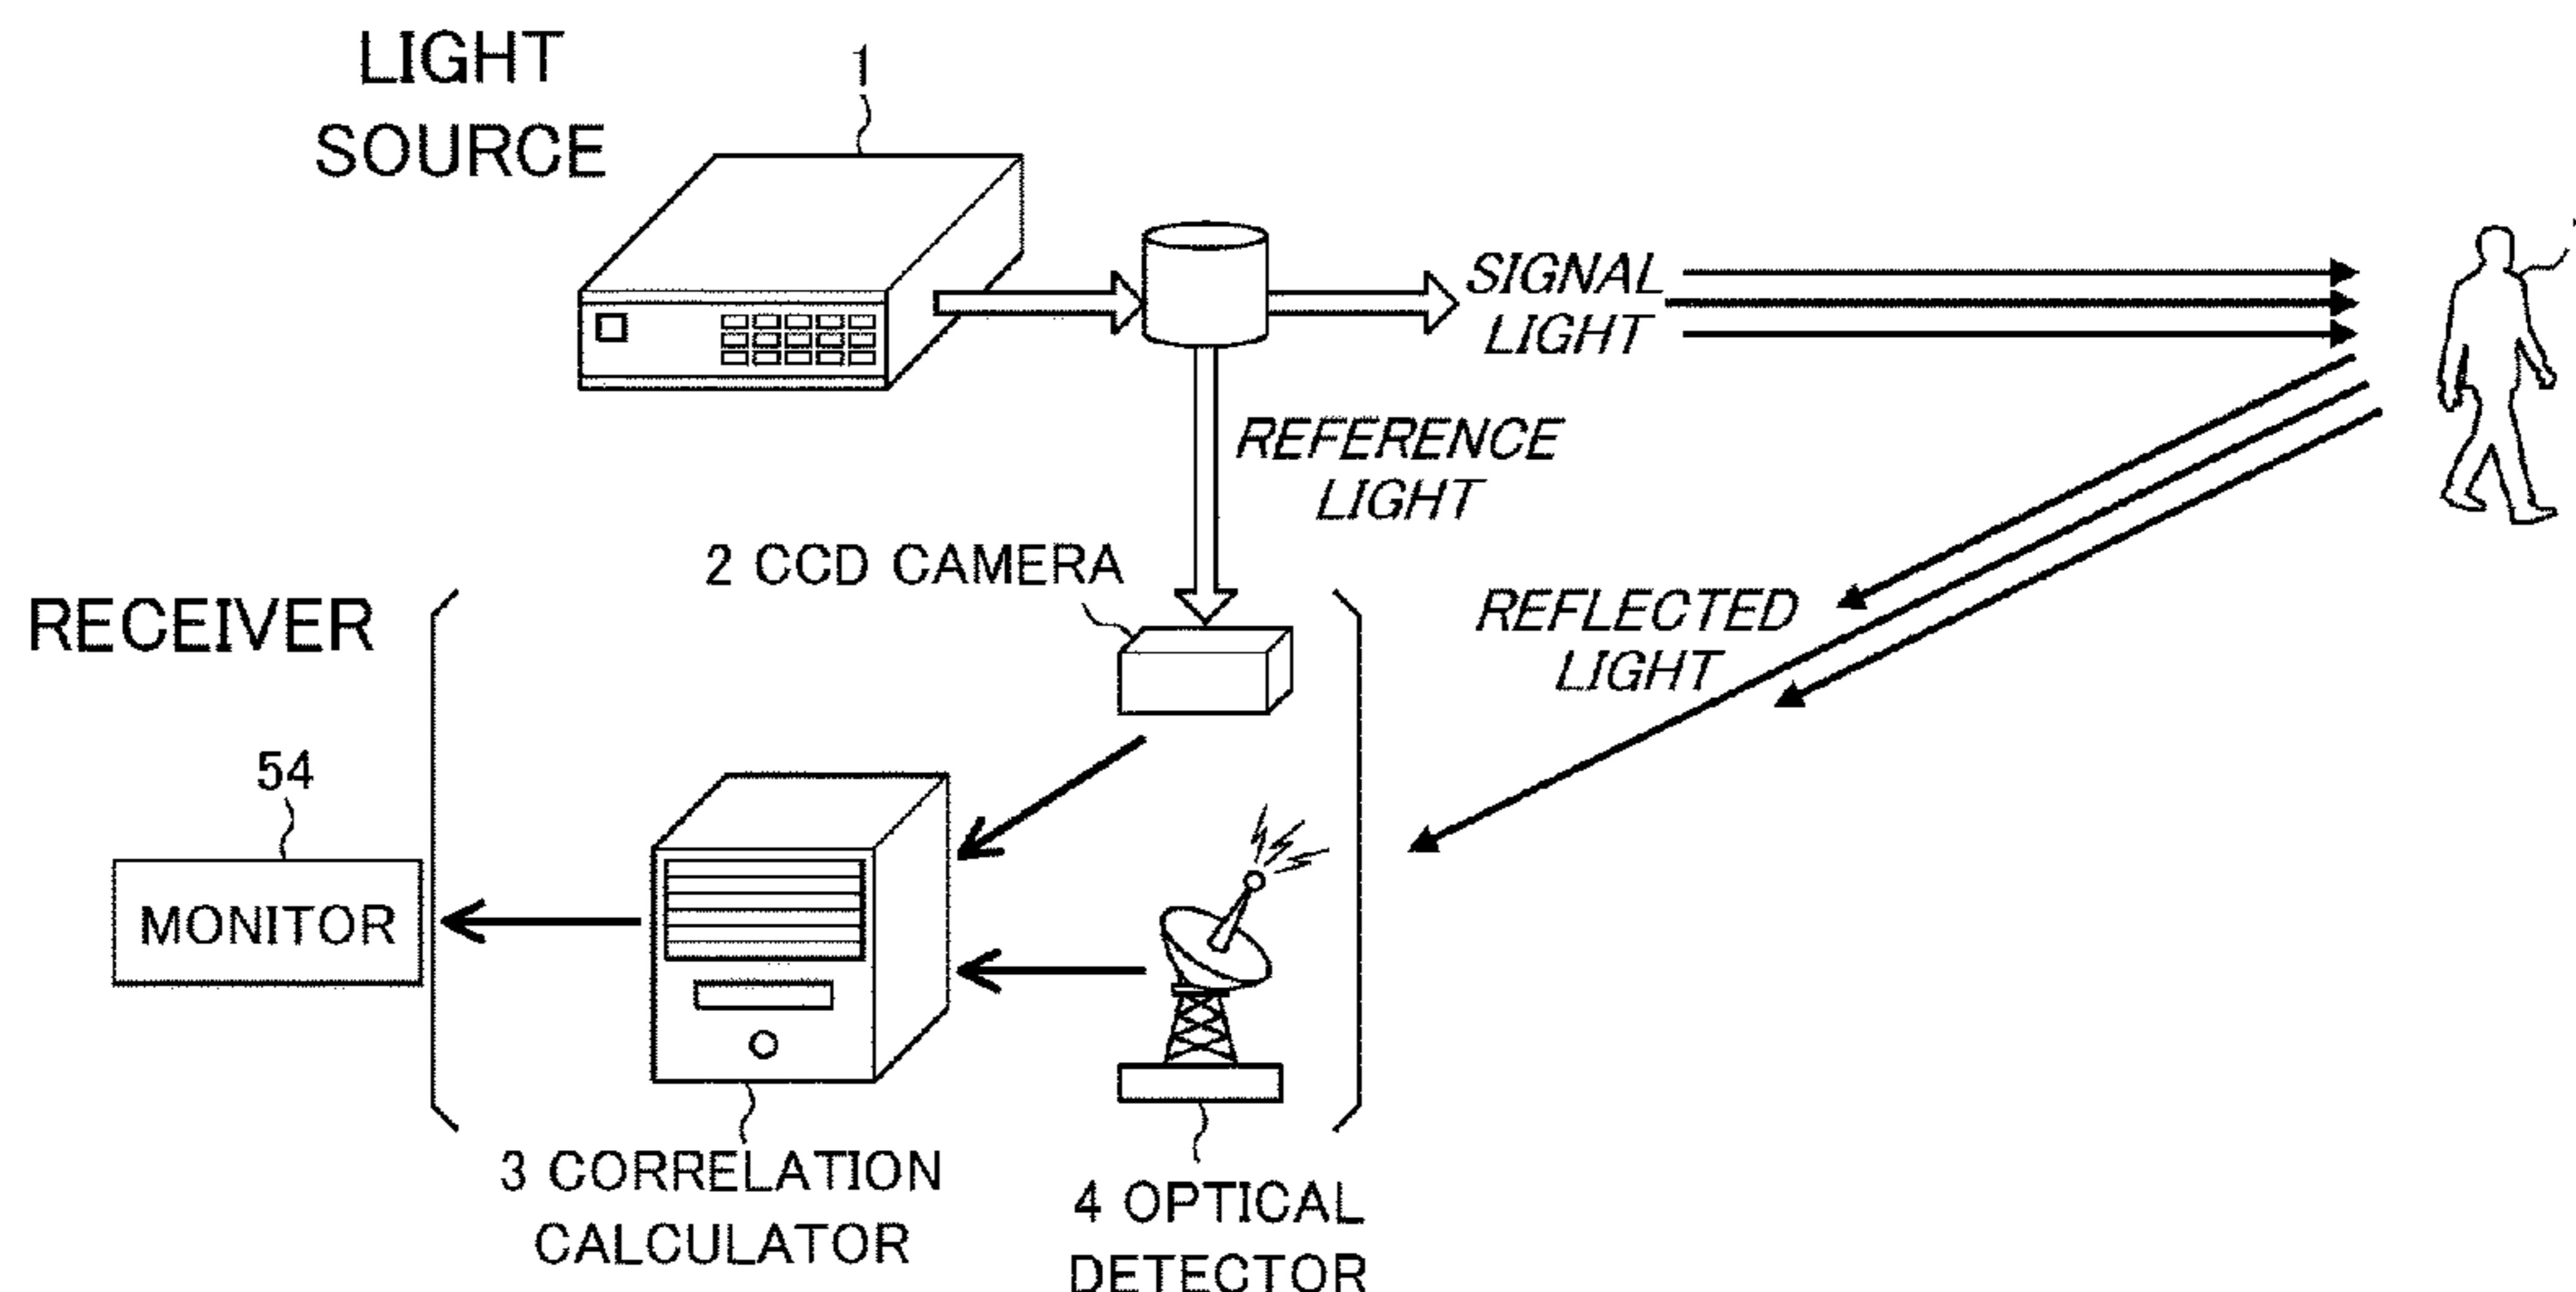 LIGHT
SOURCE
1
SIGNAL
LIGHT
REFERENCE
LIGHT
2 CCD CAMERA
RECEIVER
REFLECTED
LIGHT
54
MONITOR
3 CORRELATION
CALCULATOR
4 OPTICAL
DETECTOR